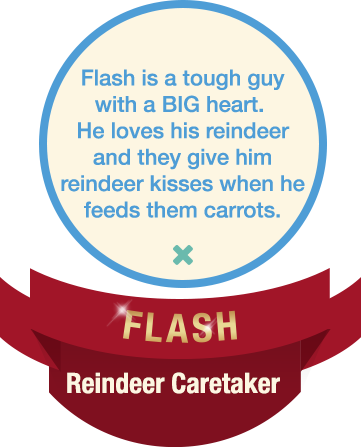 Flash is a tough guy
with a BIG heart.
He loves his reindeer
and they give him
reindeer kisses when he
feeds them carrots.
FLASH
Reindeer Caretaker